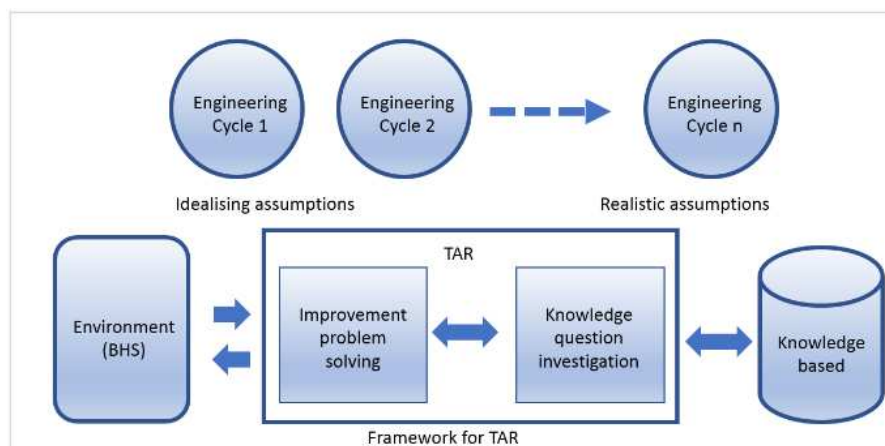 Engineering
Cycle 1
Engineering
Cycle 2
Engineering
Cycle n
Idealising assumptions
Realistic assumptions
TAR
Environment
(BHS)
Improvement
problem
solving
Knowledge
question
investigation
Knowledge
based
Framework for TAR